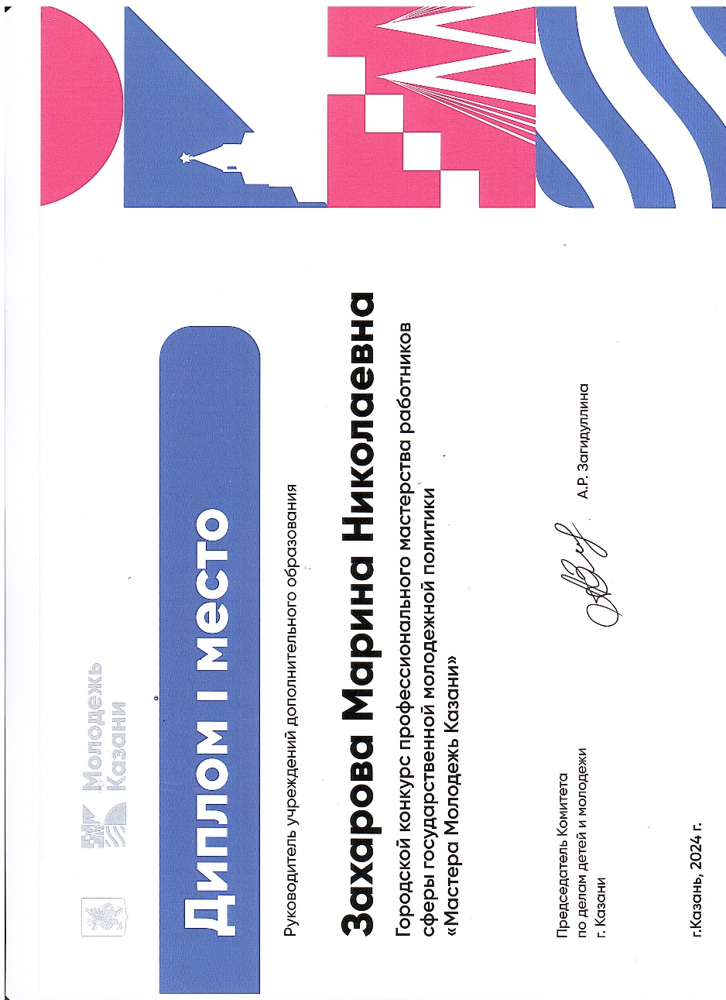 Молодежь
Казани
Диплом I место
Руководитель учреждений дополнительного образования
Захарова Марина Николаевна
Городской конкурс профессионального мастерства работников
сферы государственной молодежной политики
«Мастера Молодежь Казани»
Председатель Комитета
по делам детей и молодежи
г. Казани
А.Р. Загидуллина
г.Казань, 2024 г.